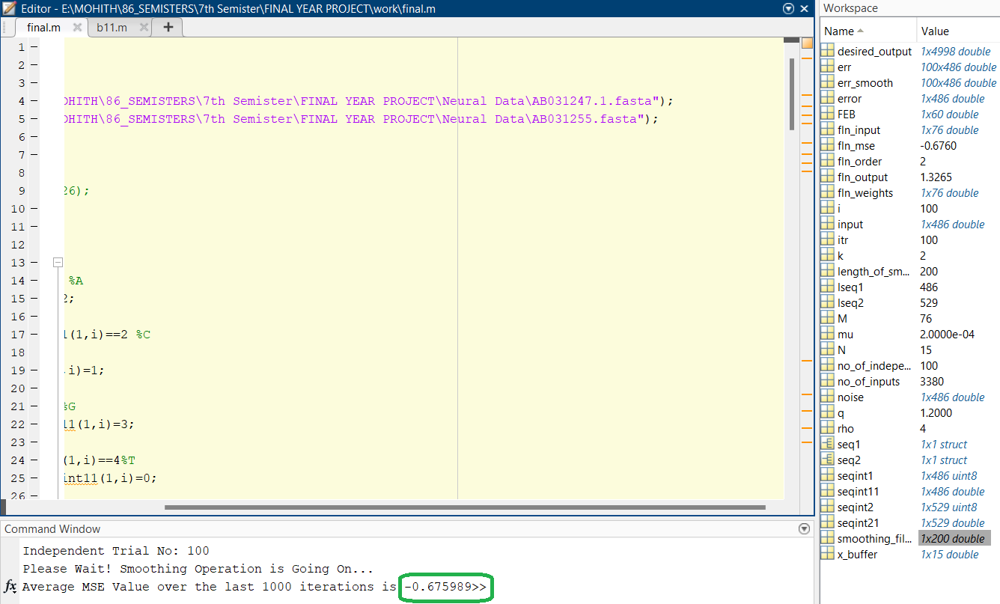 Editor - E:\MOHITH\86_SEMISTERS\7th Semister\FINAL YEAR PROJECT\work\final.m
final.m
b11.m
1
2
3
4 OHITH\86_SEMISTERS\7th Semister\FINAL YEAR PROJECT\Neural Data\AB031247.1.fasta");
5 OHITH\86_SEMISTERS\7th Semister\FINAL YEAR PROJECT\Neural Data\AB031255.fasta");
6
7
8
9 26);
10
11
12
13
14 %A
15 2;
16
17 1(1,i)==2 %C
18
19 ,i)=1;
20
21 %G
22 11(1,i)=3;
23
24 (1,i)==4%T
25 int11(1,i)=0;
26
Command Window
Independent Trial No: 100
Please Wait! Smoothing Operation is Going On...
fx Average MSE Value over the last 1000 iterations is -0.675989>>
Workspace
Name Value
desired_output 1x4998 double
err 100x486 double
err_smooth 100x486 double
error 1x486 double
FEB 1x60 double
fln_input 1x76 double
fln_mse -0.6760
fln_order 2
fln_output 1.3265
fln_weights 1x76 double
i 100
input 1x486 double
itr 100
k 2
length_of_sm... 200
lseq1 486
lseq2 529
M 76
mu 2.0000e-04
N 15
no_of_indepe... 100
no_of_inputs 3380
noise 1x486 double
q 1.2000
rho 4
seq1 1x1 struct
seq2 1x1 struct
seqint1 1x486 uint8
seqint11 1x486 double
seqint2 1x529 uint8
seqint21 1x529 double
smoothing_fil... 1x200 double
x_buffer 1x15 double